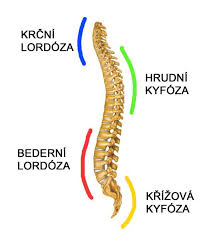 KRČNÍ
LORDÓZA
HRUDNÍ
KYFÓZA
BEDERNÍ
LORDÓZA
KŘÍŽOVÁ
KYFÓZA